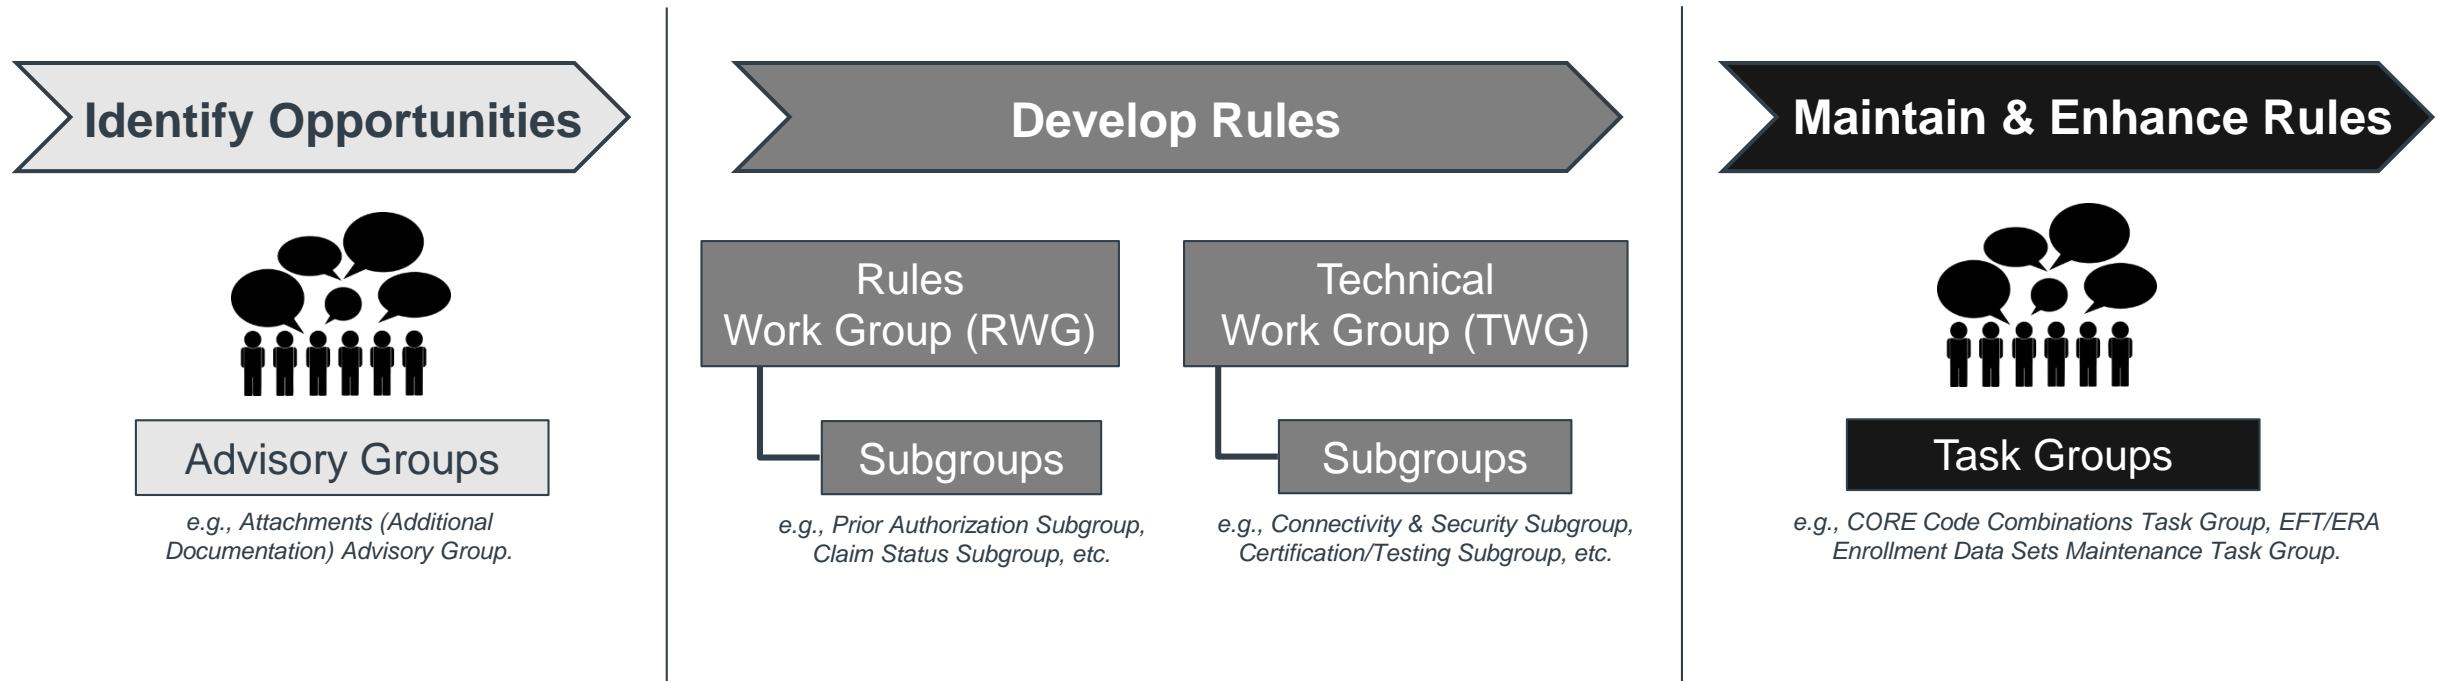 Identify Opportunities
Advisory Groups
e.g., Attachments (Additional
Documentation) Advisory Group.
Develop Rules
Rules
Work Group (RWG)
Subgroups
e.g., Prior Authorization Subgroup,
Claim Status Subgroup, etc.
Technical
Work Group (TWG)
Subgroups
e.g., Connectivity & Security Subgroup,
Certification/Testing Subgroup, etc.
Maintain & Enhance Rules
Task Groups
e.g., CORE Code Combinations Task Group, EFT/ERA
Enrollment Data Sets Maintenance Task Group.